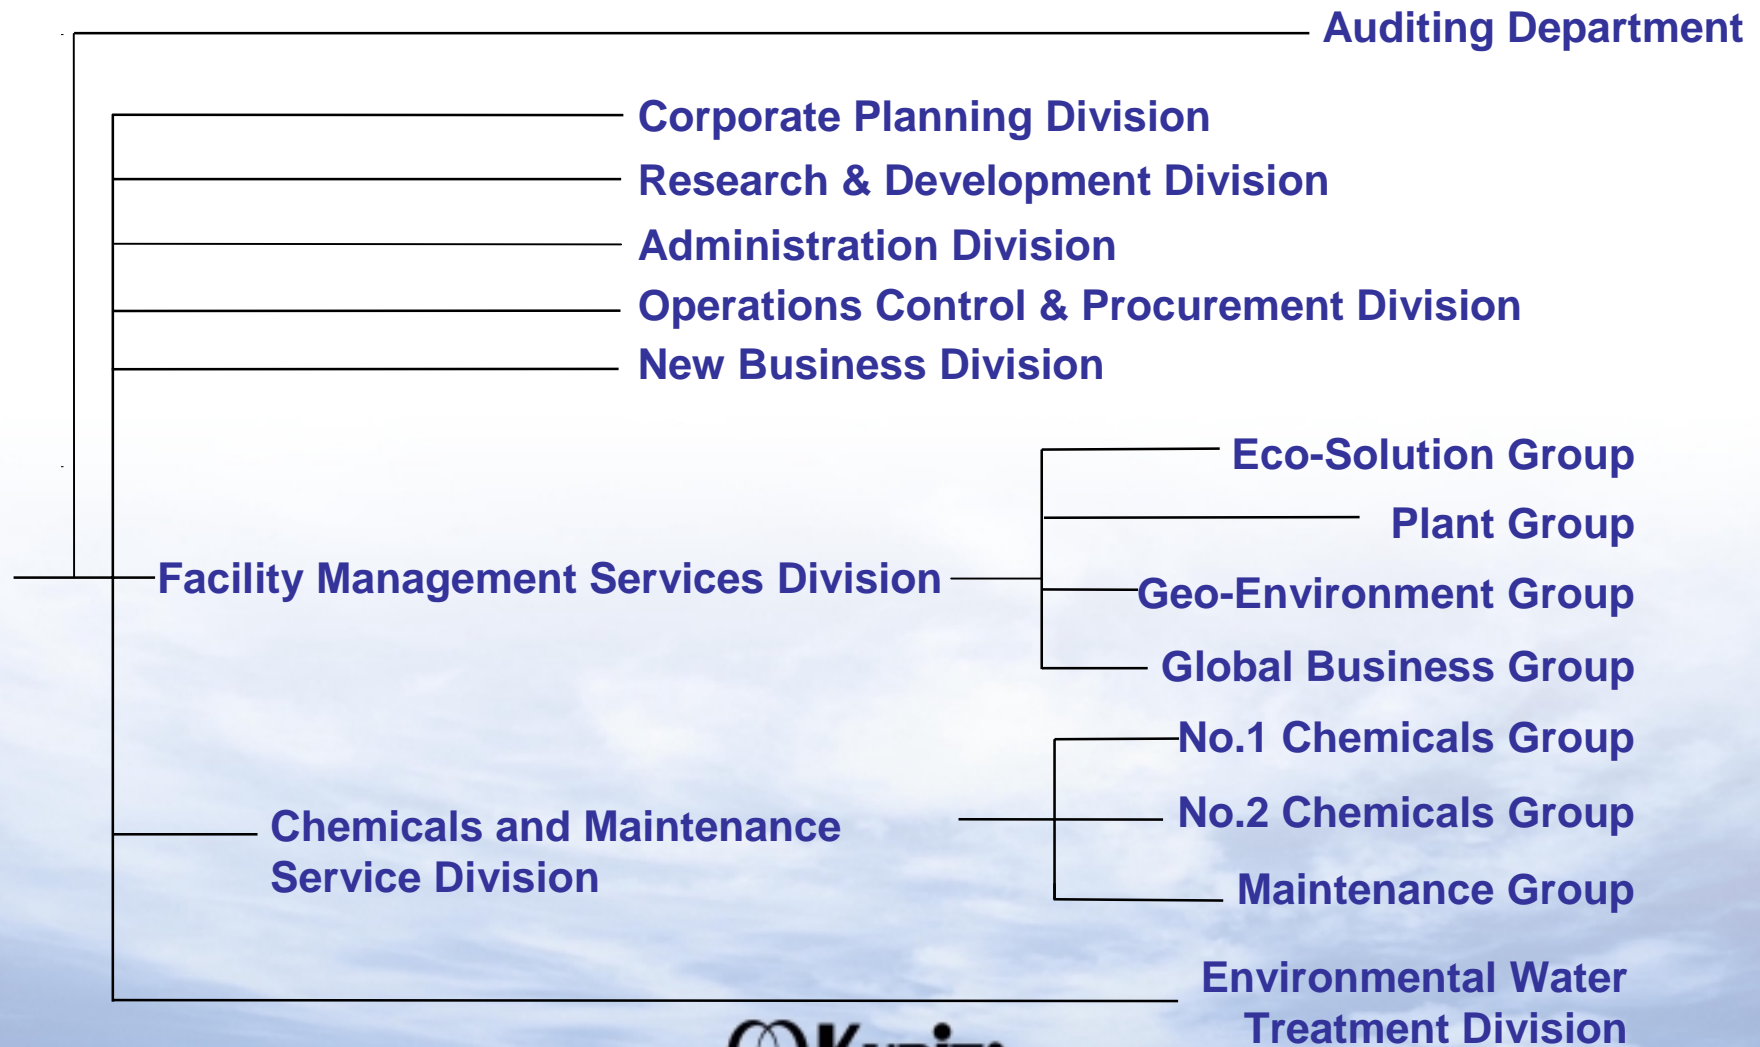 Auditing Department
Corporate Planning Division
Research & Development Division
Administration Division
Operations Control & Procurement Division
New Business Division
Eco-Solution Group
Plant Group
Facility Management Services Division
Geo-Environment Group
Global Business Group
No.1 Chemicals Group
No.2 Chemicals Group
Chemicals and Maintenance
Service Division
Maintenance Group
Environmental Water
Treatment Division